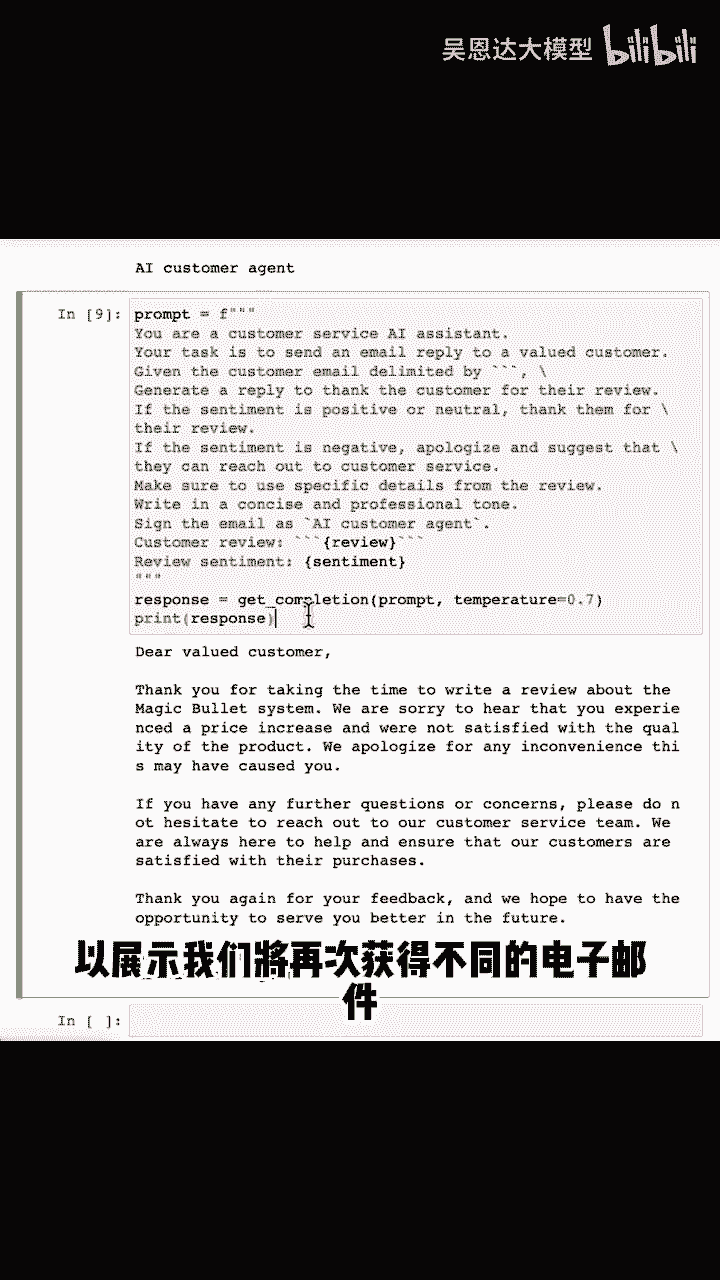 吴恩达大模型 bilibili
AI customer agent
In [9]: prompt = f"""
You are a customer service AI assistant.
Your task is to send an email reply to a valued customer.
Given the customer email delimited by ```, \
Generate a reply to thank the customer for their review.
If the sentiment is positive or neutral, thank them for \
their review.
If the sentiment is negative, apologize and suggest that \
they can reach out to customer service.
Make sure to use specific details from the review.
Write in a concise and professional tone.
Sign the email as `AI customer agent`.
Customer review: ```{review}```
Review sentiment: {sentiment}
"""
response = get_completion(prompt, temperature=0.7)
print(response)
Dear valued customer,
Thank you for taking the time to write a review about the
Magic Bullet system. We are sorry to hear that you experie
nced a price increase and were not satisfied with the qual
ity of the product. We apologize for any inconvenience thi
s may have caused you.
If you have any further questions or concerns, please do n
ot hesitate to reach out to our customer service team. We
are always here to help and ensure that our customers are
satisfied with their purchases.
Thank you again for your feedback, and we hope to have the
opportunity to serve you better in the future.
以展示我们將再次获得不同的电子邮
件
In [ ]: